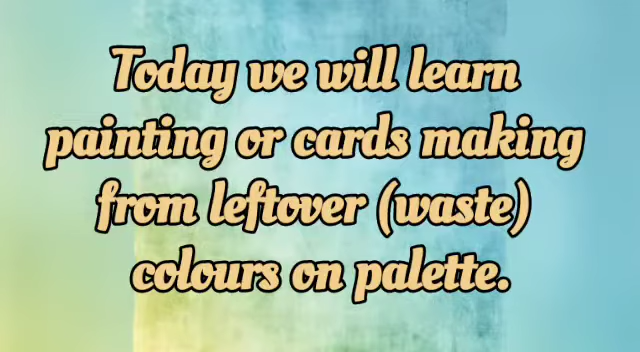 Today we will learn
painting or cards making
from leftover (waste)
colours on palette.